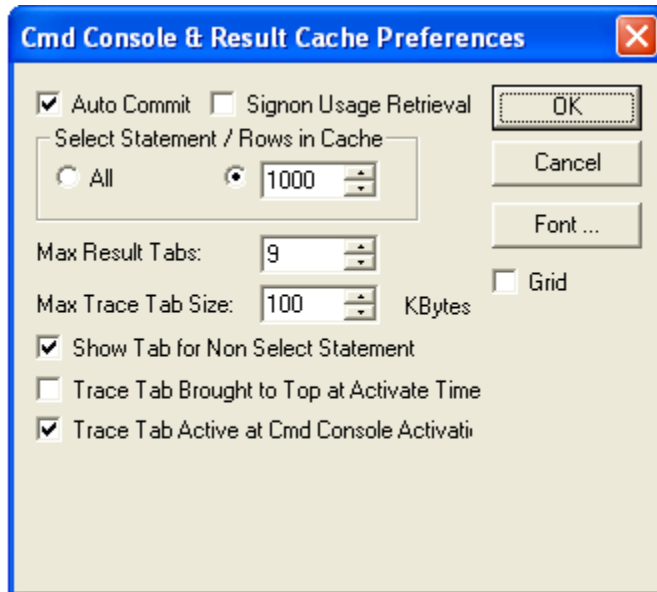 Cmd Console & Result Cache Preferences
Auto Commit Signon Usage Retrieval OK
Select Statement / Rows in Cache
All 1000
Cancel
Font ...
Max Result Tabs: 9
Grid
Max Trace Tab Size: 100 KBytes
Show Tab for Non Select Statement
Trace Tab Brought to Top at Activate Time
Trace Tab Active at Cmd Console Activati